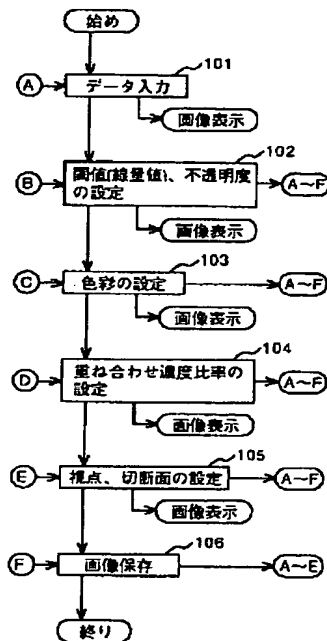 始め
101
A データ入力
画像表示
102
B 閾値(線量値)、不透明度 A～F
の設定
画像表示
103
C 色彩の設定 A～F
画像表示
104
D 重ね合わせ濃度比率の A～F
設定
画像表示
105
E 視点、切断面の設定 A～F
画像表示
106
F 画像保存 A～E
終り